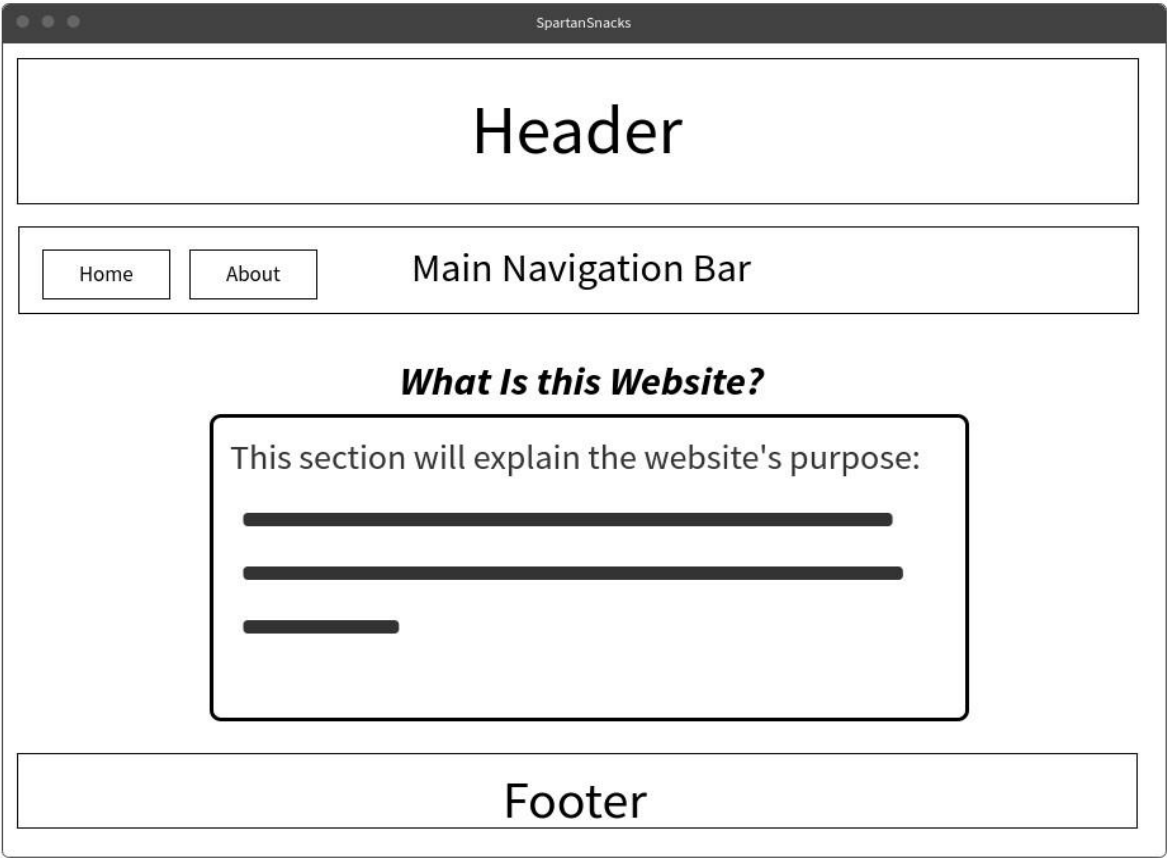 SpartanSnacks
Header
Home About Main Navigation Bar
What Is this Website?
This section will explain the website's purpose:
Footer